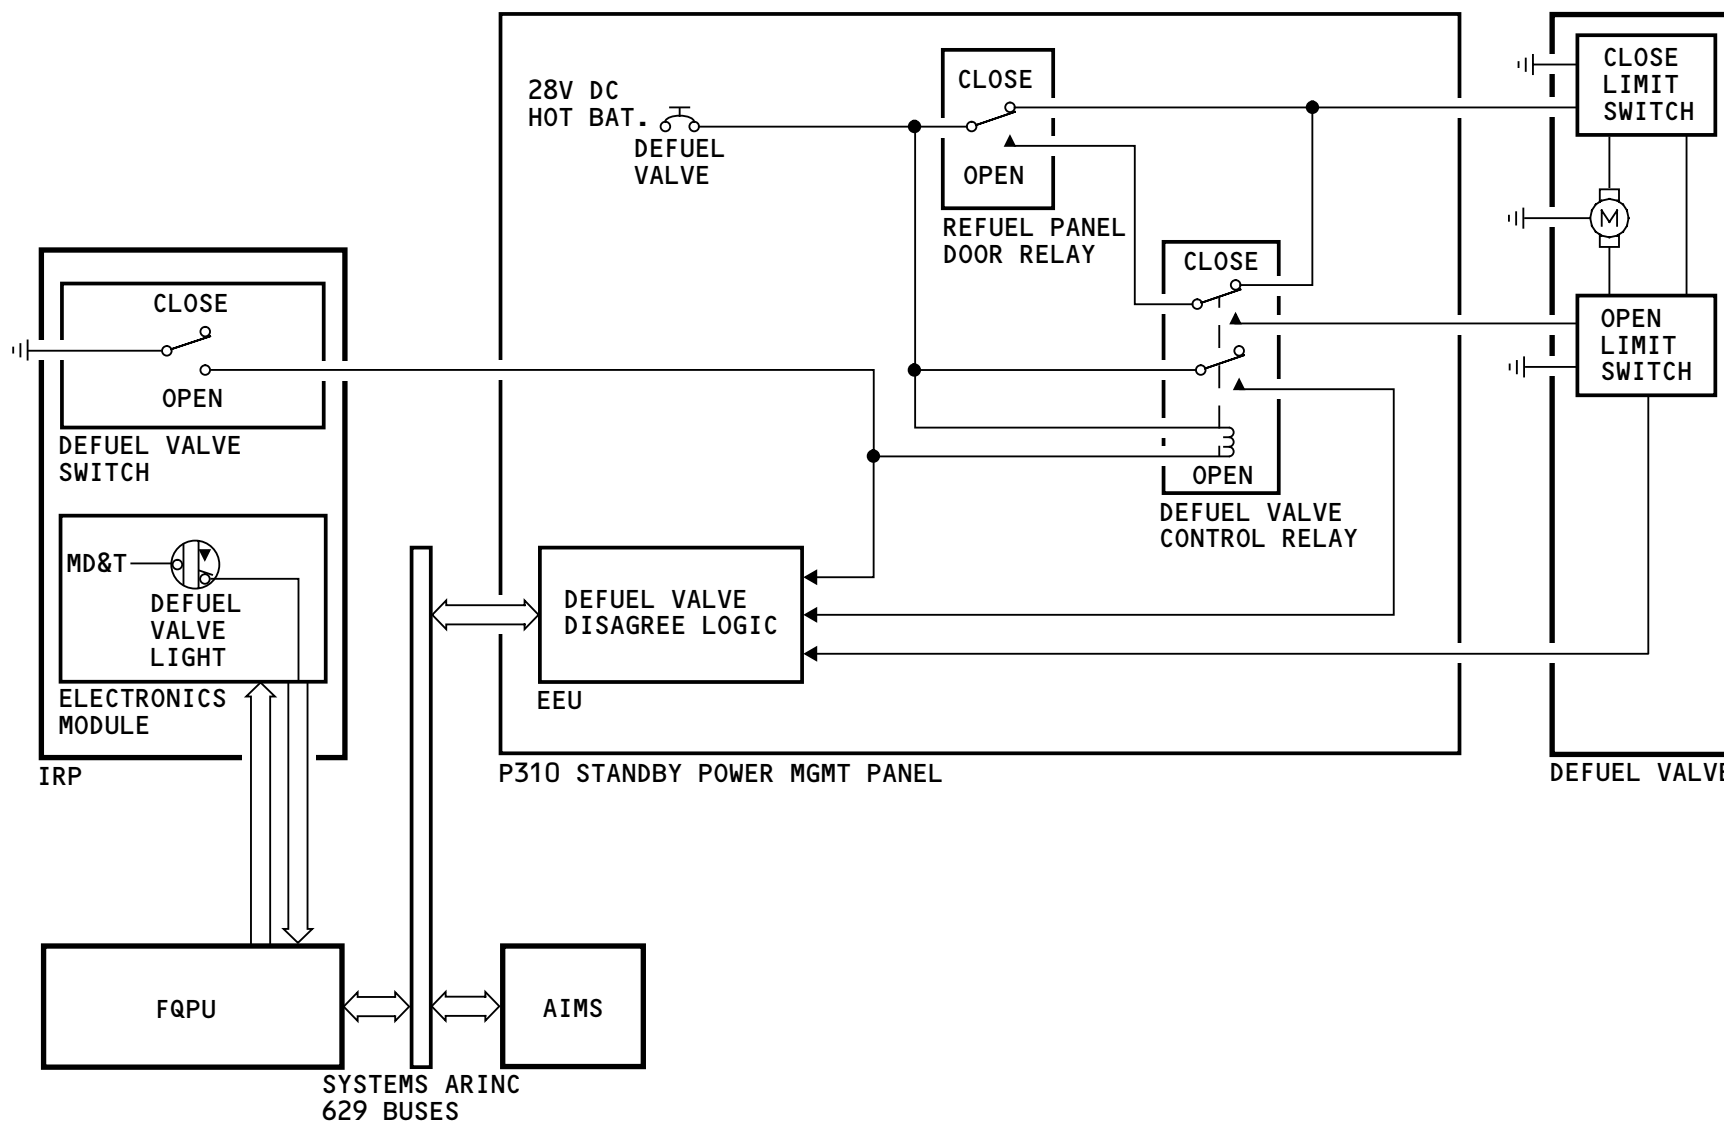 28V DC
HOT BAT.
DEFUEL
VALVE
CLOSE
OPEN
REFUEL PANEL
DOOR RELAY
CLOSE
OPEN
DEFUEL VALVE
CONTROL RELAY
CLOSE
LIMIT
SWITCH
M
OPEN
LIMIT
SWITCH
DEFUEL VALVE
CLOSE
OPEN
DEFUEL VALVE
SWITCH
MD&T
DEFUEL
VALVE
LIGHT
ELECTRONICS
MODULE
IRP
DEFUEL VALVE
DISAGREE LOGIC
EEU
P310 STANDBY POWER MGMT PANEL
FQPU
AIMS
SYSTEMS ARINC
629 BUSES